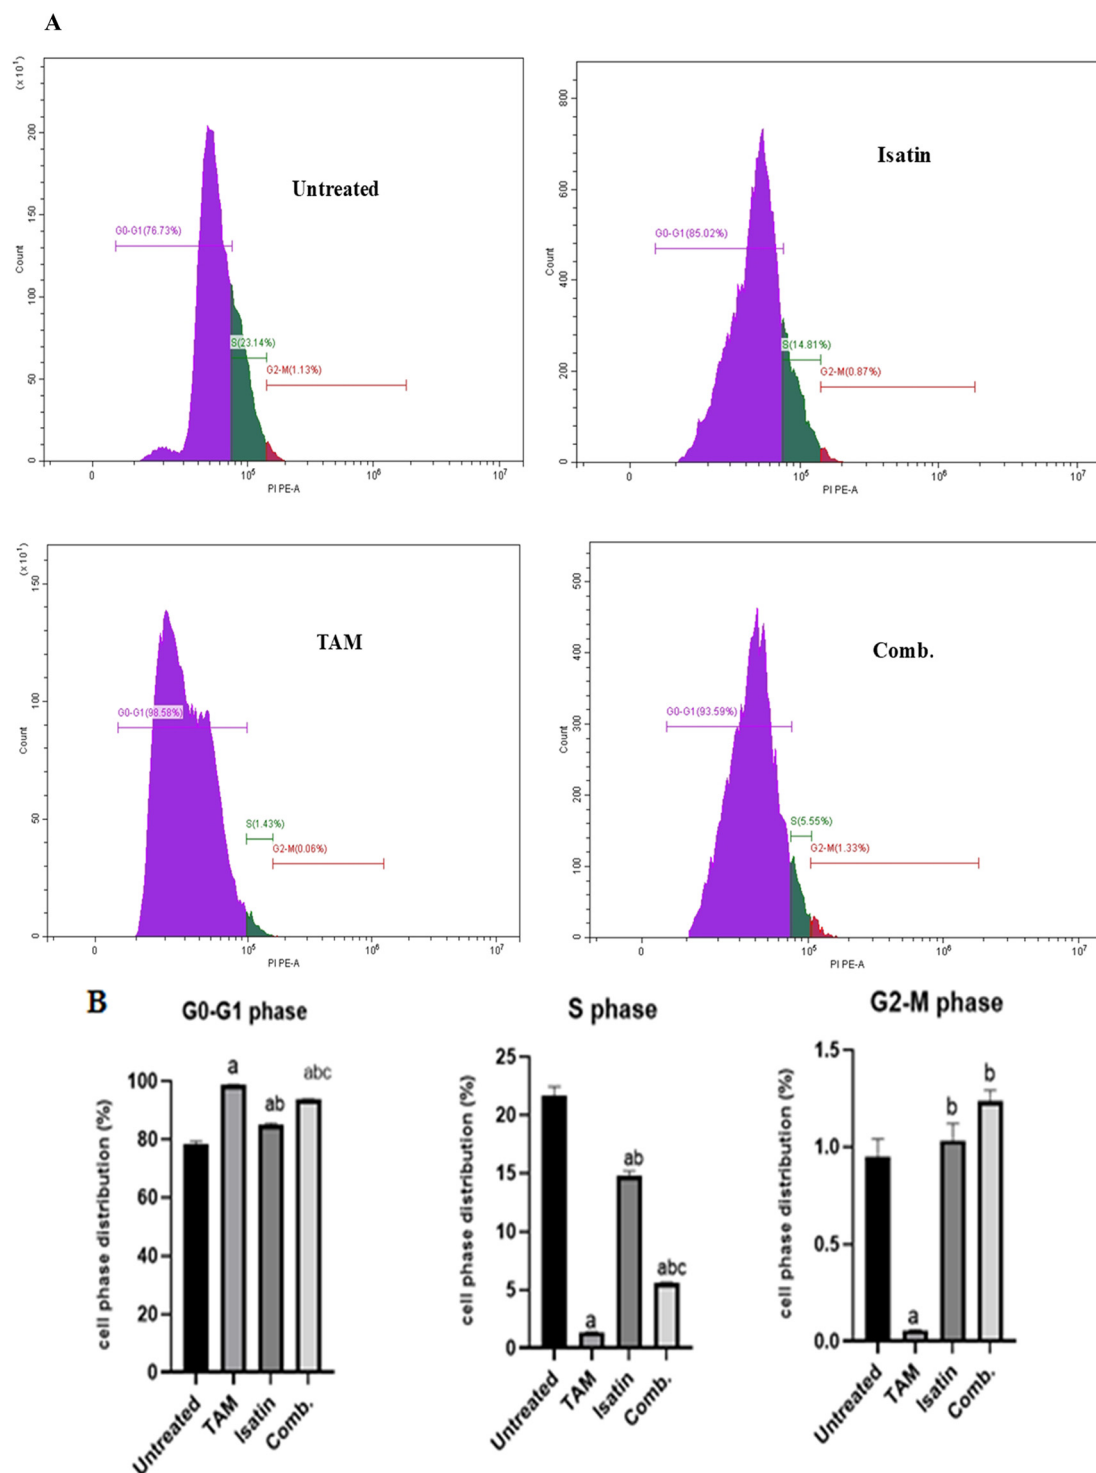 A
(x 10¹)
200
150
100
50
0
Count
Untreated
G0-G1(76.73%)
S(23.14%)
G2-M(1.13%)
0
10⁵
10⁶
10⁷
PI PE-A
800
600
400
200
0
Count
Isatin
G0-G1(85.02%)
S(14.81%)
G2-M(0.87%)
0
10⁵
10⁶
10⁷
PI PE-A
(x 10¹)
150
100
50
0
Count
TAM
G0-G1(98.58%)
S(1.43%)
G2-M(0.06%)
0
10⁵
10⁶
10⁷
PI PE-A
500
400
300
200
100
0
Count
Comb.
G0-G1(93.59%)
S(5.55%)
G2-M(1.33%)
0
10⁵
10⁶
10⁷
PI PE-A
B
G0-G1 phase
cell phase distribution (%)
100
80
60
40
20
0
a
ab
abc
Untreated
TAM
Isatin
Comb.
S phase
cell phase distribution (%)
25
20
15
10
5
0
a
ab
abc
Untreated
TAM
Isatin
Comb.
G2-M phase
cell phase distribution (%)
1.5
1.0
0.5
0.0
a
b
b
Untreated
TAM
Isatin
Comb.